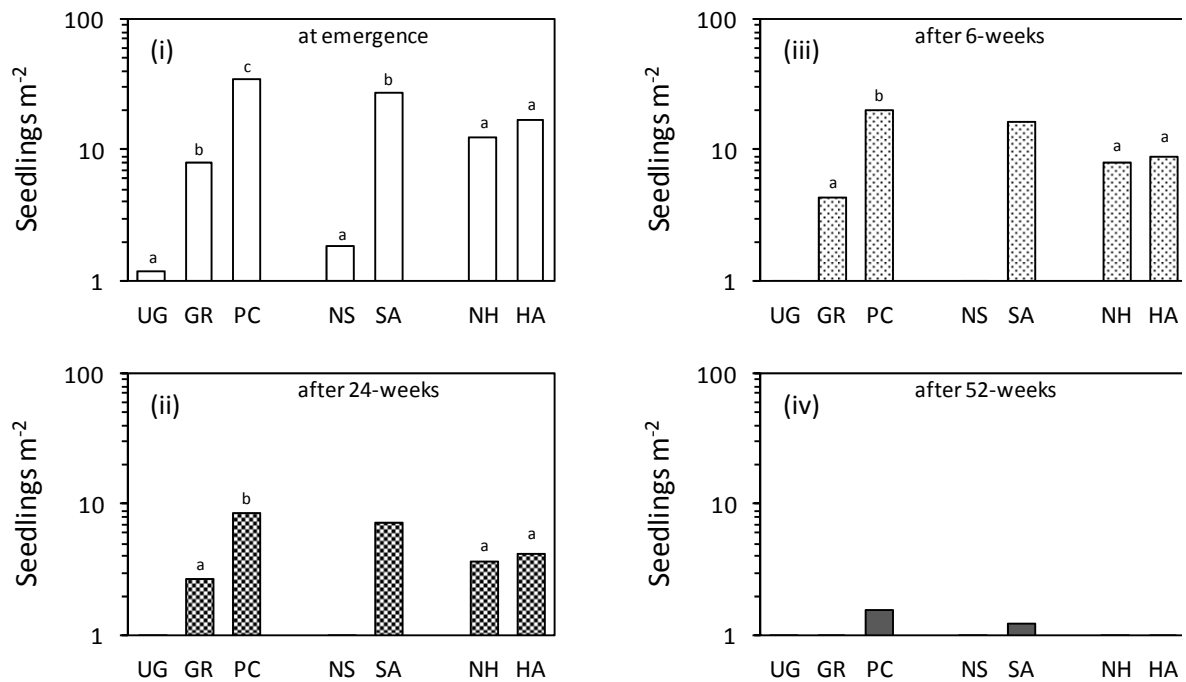 (i)
at emergence
Seedlings m-2
100
10
1
a
b
c
a
b
a
a
UG GR PC NS SA NH HA
(iii)
after 6-weeks
Seedlings m-2
100
10
1
a
b
a
a
UG GR PC NS SA NH HA
(ii)
after 24-weeks
Seedlings m-2
100
10
1
a
b
a
a
UG GR PC NS SA NH HA
(iv)
after 52-weeks
Seedlings m-2
100
10
1
UG GR PC NS SA NH HA